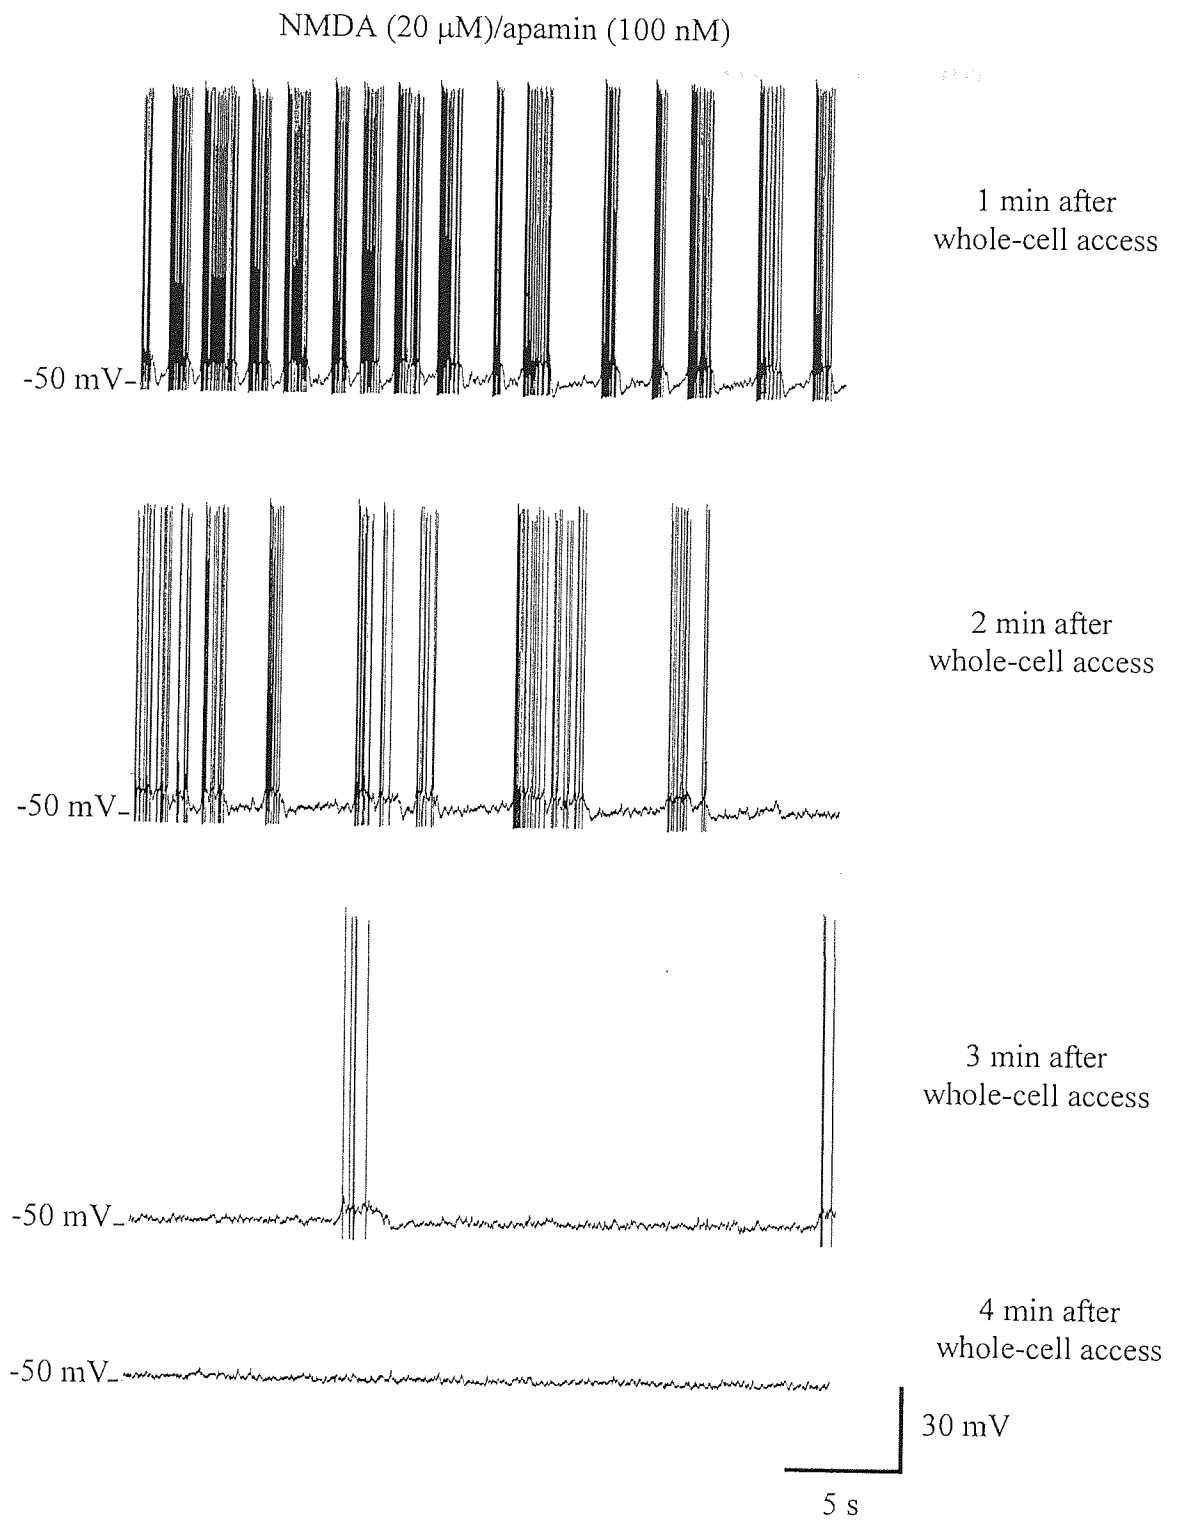 NMDA (20 μM)/apamin (100 nM)
1 min after
whole-cell access
-50 mV
2 min after
whole-cell access
-50 mV
3 min after
whole-cell access
-50 mV
4 min after
whole-cell access
-50 mV
30 mV
5 s